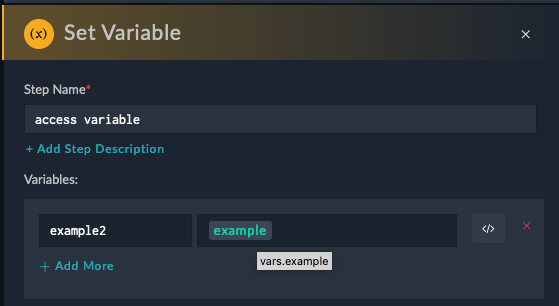 (x) Set Variable ×
Step Name*
access variable
+ Add Step Description
Variables:
example2 example </> ×
vars.example
+ Add More